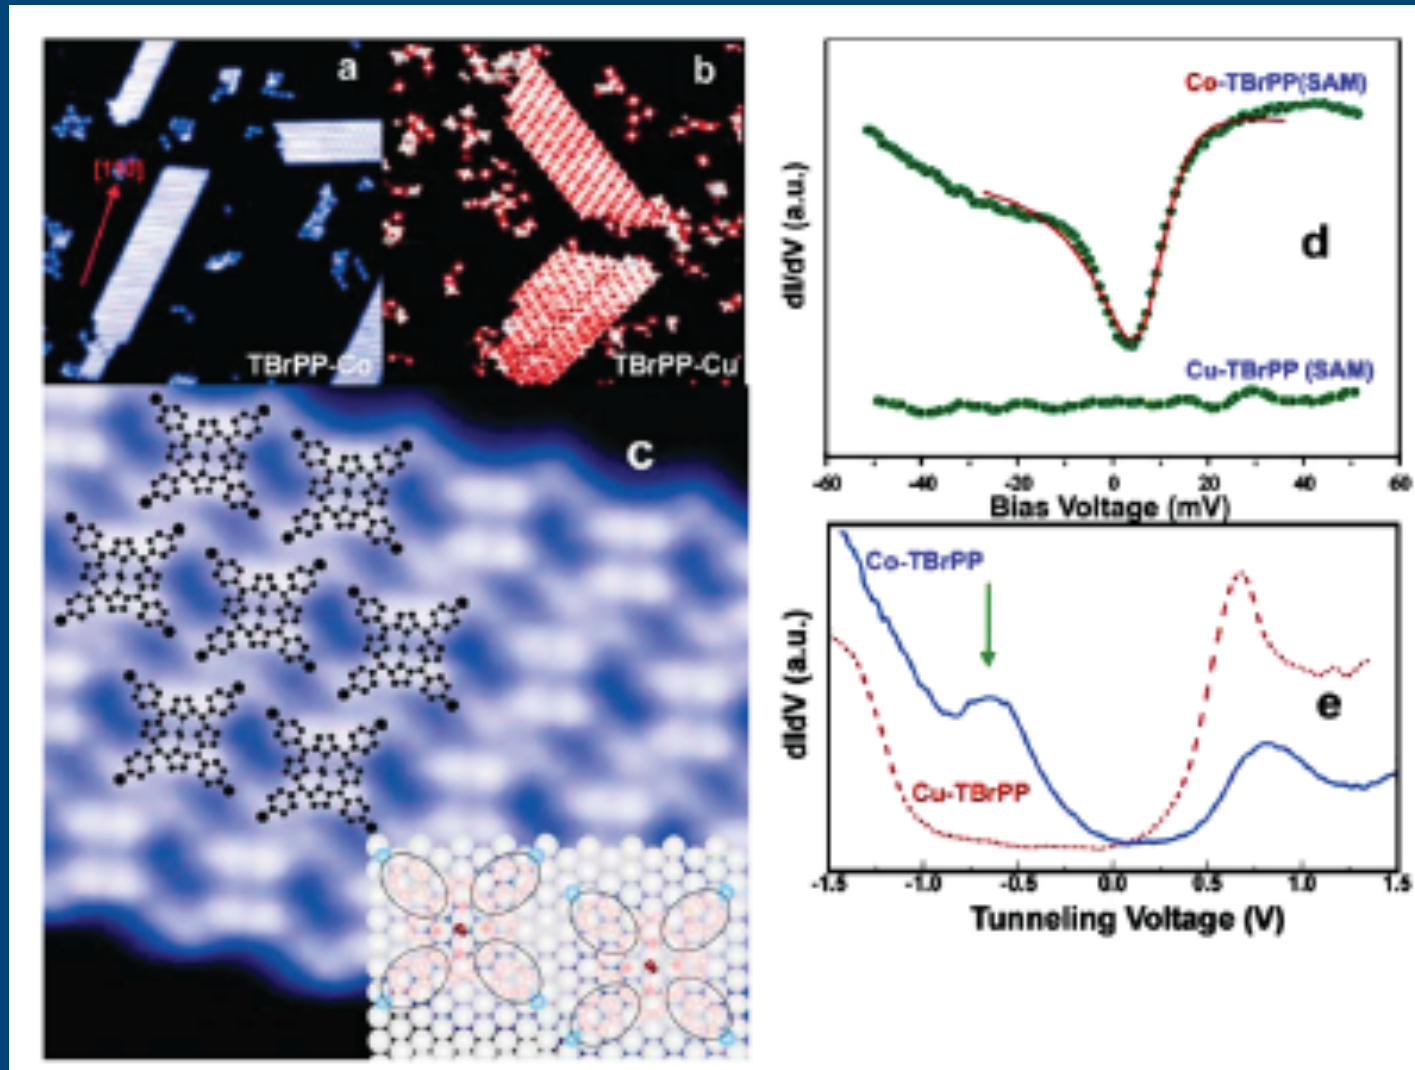 a
b
[110]
TBrPP-Co
TBrPP-Cu
c
Co-TBrPP(SAM)
d
dI/dV (a.u.)
Cu-TBrPP (SAM)
-60 -40 -20 0 20 40 60
Bias Voltage (mV)
Co-TBrPP
dIdV (a.u.)
e
Cu-TBrPP
-1.5 -1.0 -0.5 0.0 0.5 1.0 1.5
Tunneling Voltage (V)